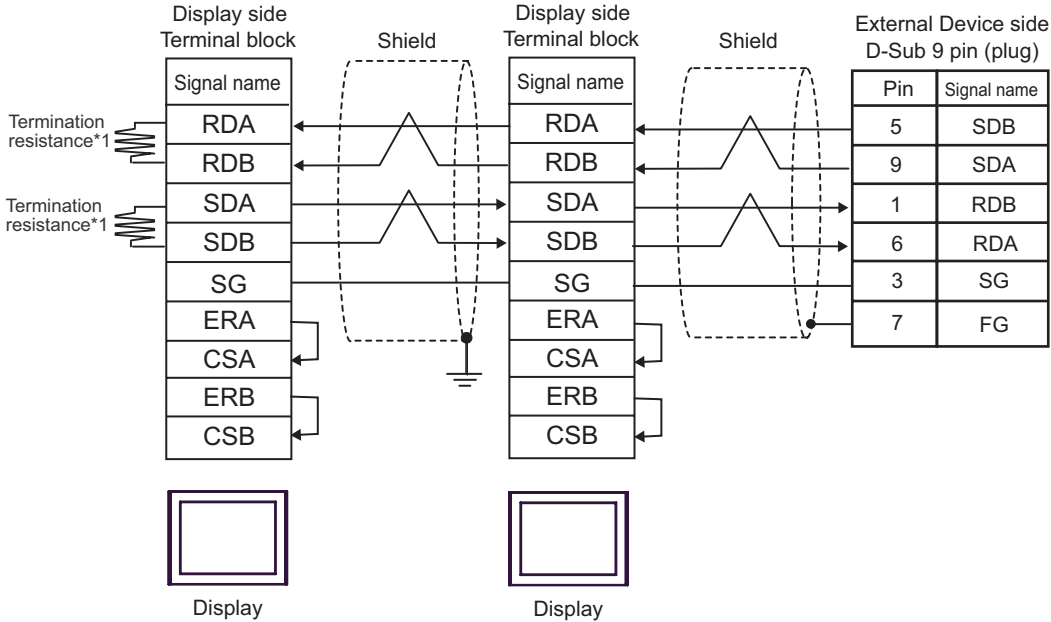 Display side
Terminal block
Shield
Display side
Terminal block
Shield
External Device side
D-Sub 9 pin (plug)
Signal name
Signal name
Pin Signal name
Termination
resistance*1
RDA
RDA
5 SDB
RDB
RDB
9 SDA
Termination
resistance*1
SDA
SDA
1 RDB
SDB
SDB
6 RDA
SG
SG
3 SG
ERA
ERA
7 FG
CSA
CSA
ERB
ERB
CSB
CSB
Display
Display